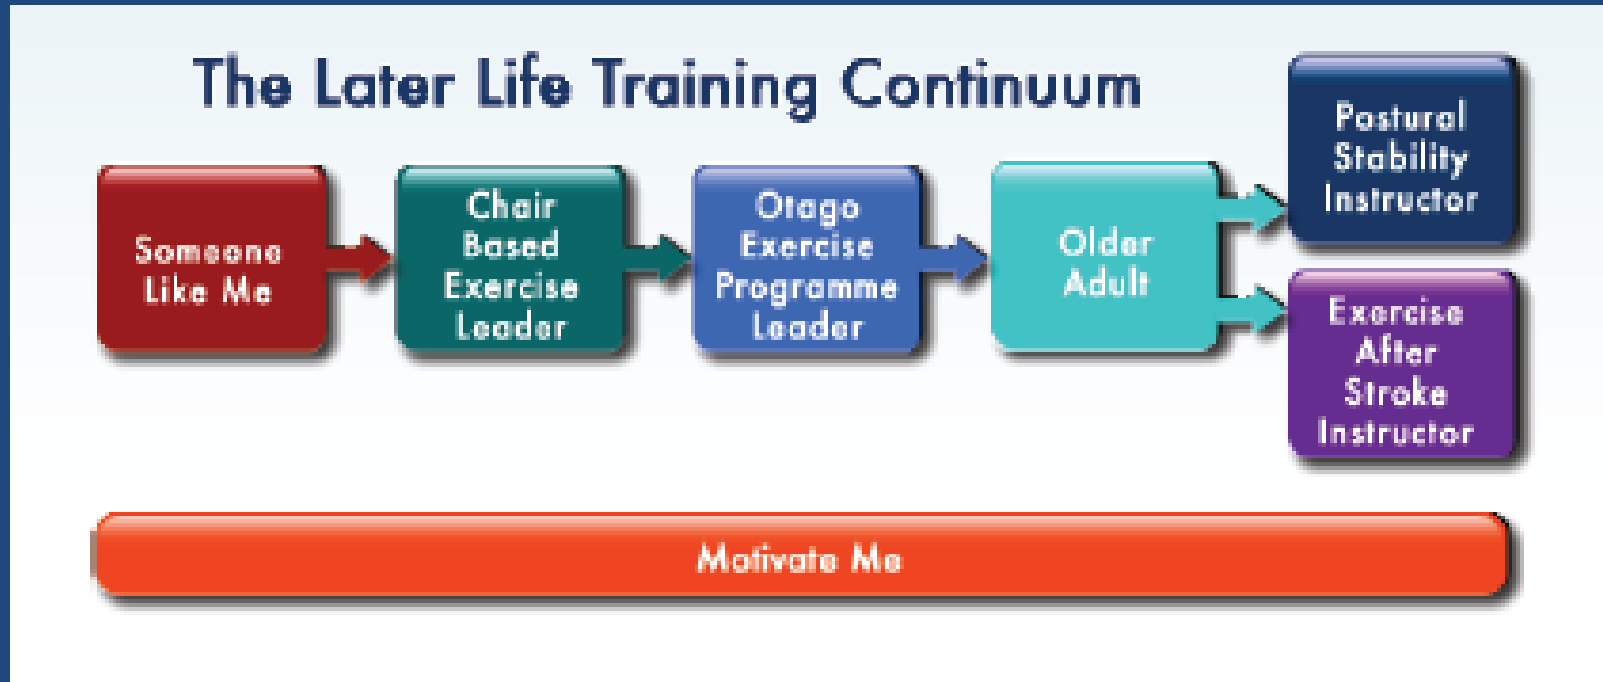 The Later Life Training Continuum
Someone
Like Me
Chair
Based
Exercise
Leader
Otago
Exercise
Programme
Leader
Older
Adult
Postural
Stability
Instructor
Exercise
After
Stroke
Instructor
Motivate Me